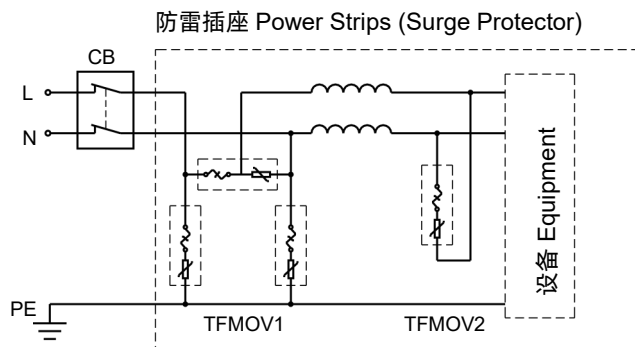 防雷插座 Power Strips (Surge Protector)
CB
L
N
设备 Equipment
PE
TFMOV1
TFMOV2